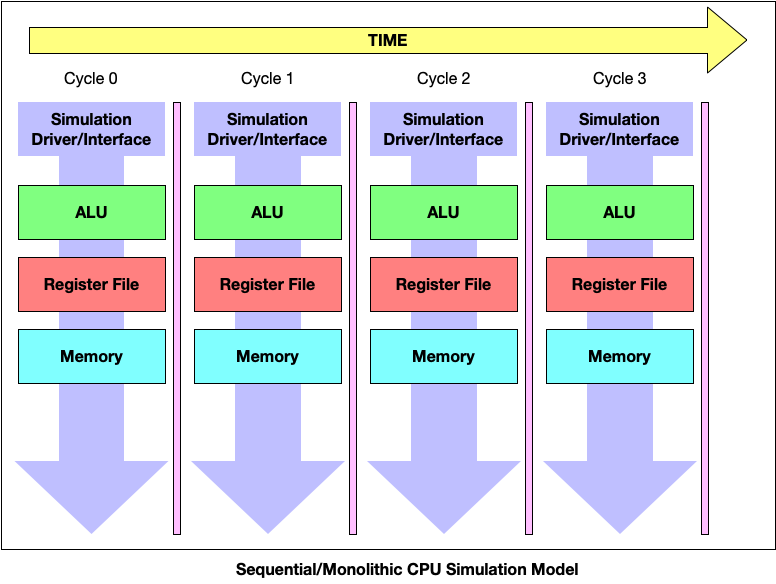 TIME
Cycle 0
Cycle 1
Cycle 2
Cycle 3
Simulation
Driver/Interface
Simulation
Driver/Interface
Simulation
Driver/Interface
Simulation
Driver/Interface
ALU
ALU
ALU
ALU
Register File
Register File
Register File
Register File
Memory
Memory
Memory
Memory
Sequential/Monolithic CPU Simulation Model